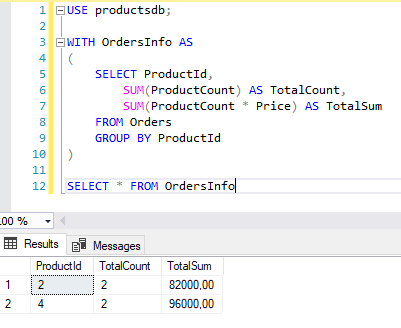 1 USE productsdb;
2
3 WITH OrdersInfo AS
4 (
5 SELECT ProductId,
6 SUM(ProductCount) AS TotalCount,
7 SUM(ProductCount * Price) AS TotalSum
8 FROM Orders
9 GROUP BY ProductId
10 )
11
12 SELECT * FROM OrdersInfo
.00 %
Results Messages
ProductId TotalCount TotalSum
1 2 2 82000,00
2 4 2 96000,00